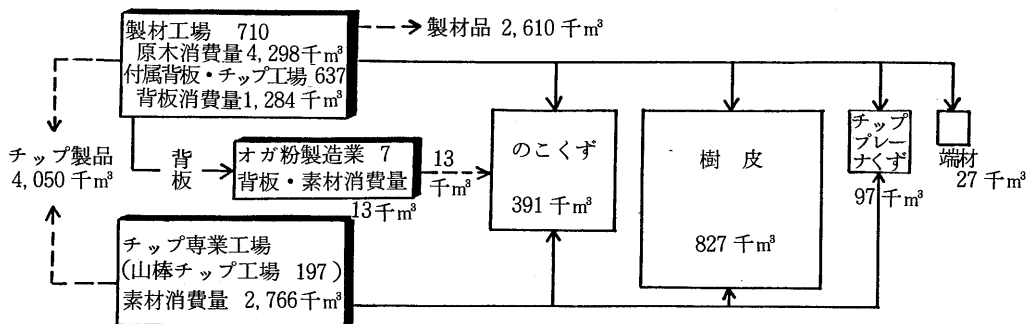 製材工場 710
原木消費量 4,298千m³
付属背板・チップ工場 637
背板消費量1,284千m³
製材品 2,610千m³
チップ製品
4,050千m³
背板
オガ粉製造業 7
背板・素材消費量
13千m³
13
千m³
のこくず
391千m³
樹皮
827千m³
チップ
プレー
ナくず
97千m³
端材
27千m³
チップ専業工場
(山棒チップ工場 197)
素材消費量 2,766千m³